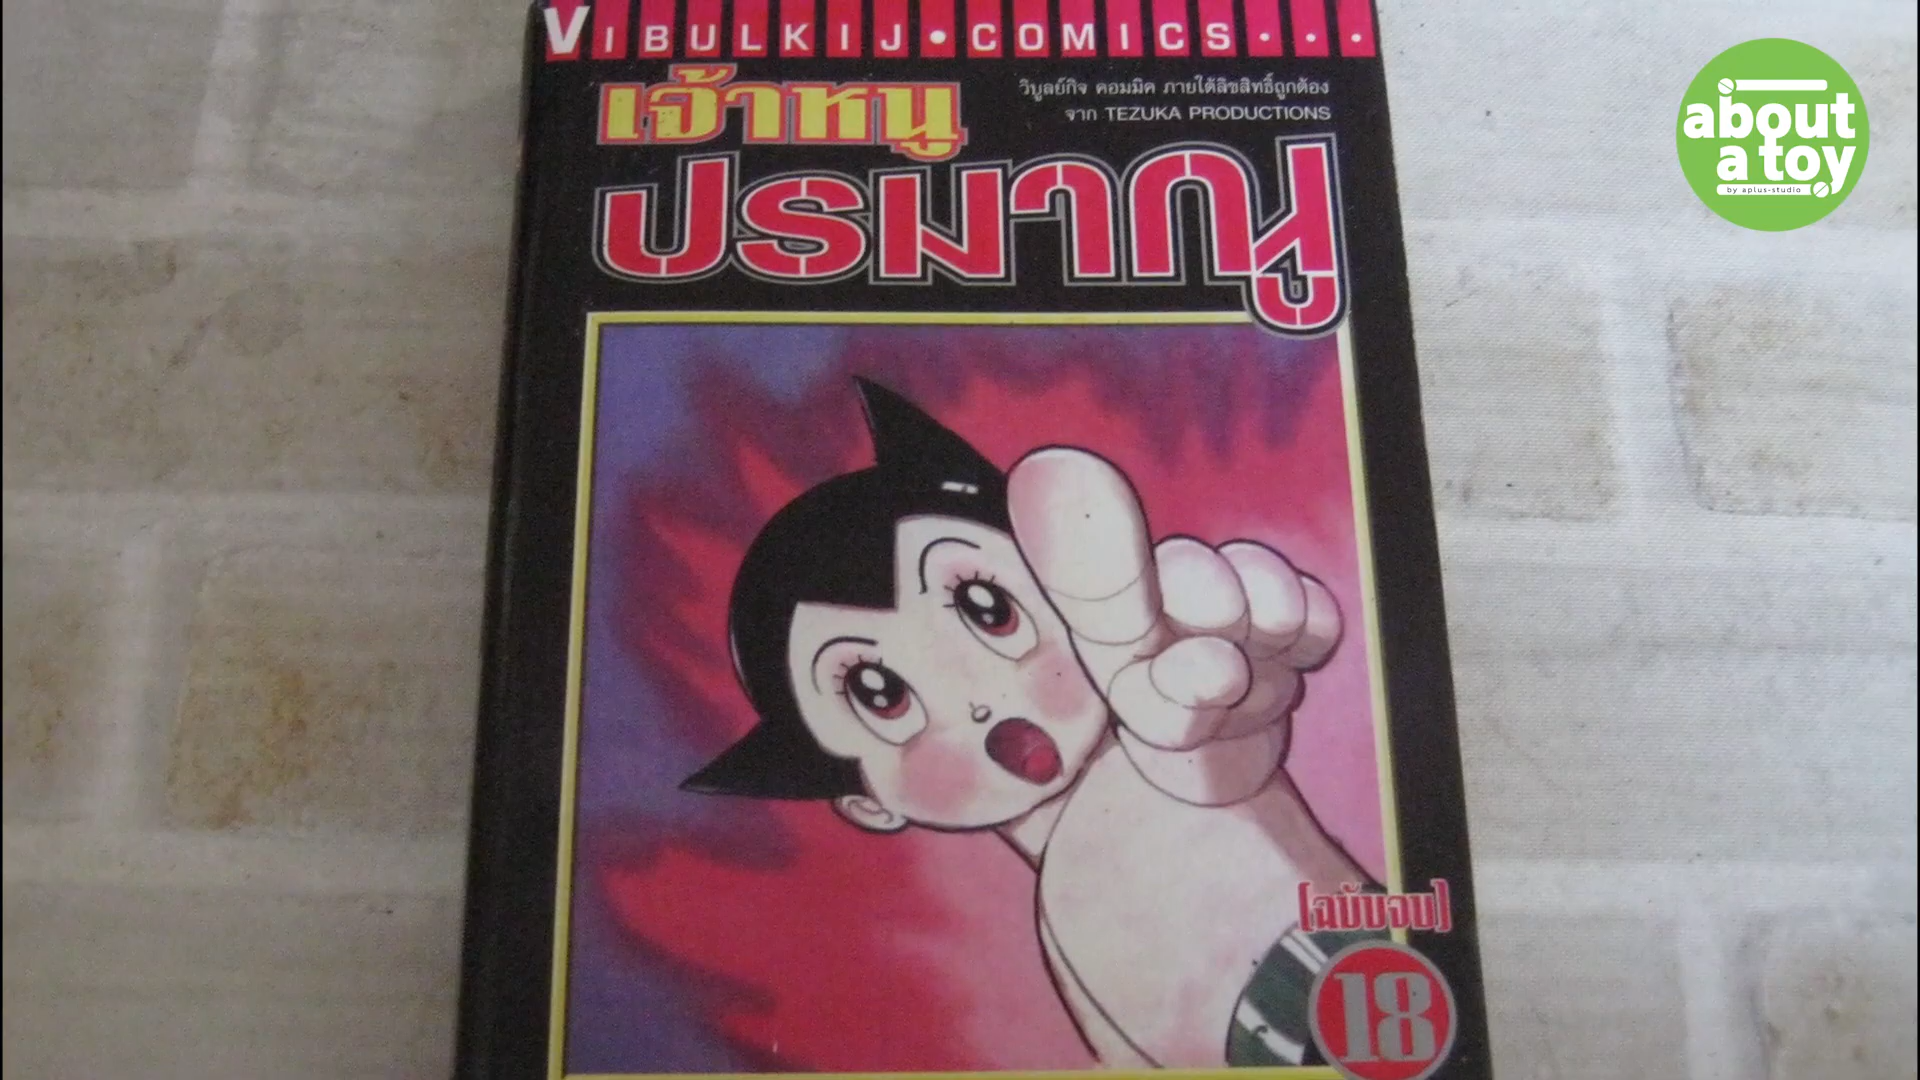 VIBULKIJ•COMICS...
เจ้าหนู
วิบูลย์กิจ คอมมิค ภายใต้ลิขสิทธิ์ถูกต้อง
จาก TEZUKA PRODUCTIONS
ปรมาณู
[ฉบับจบ]
18
about
a toy
by aplus-studio